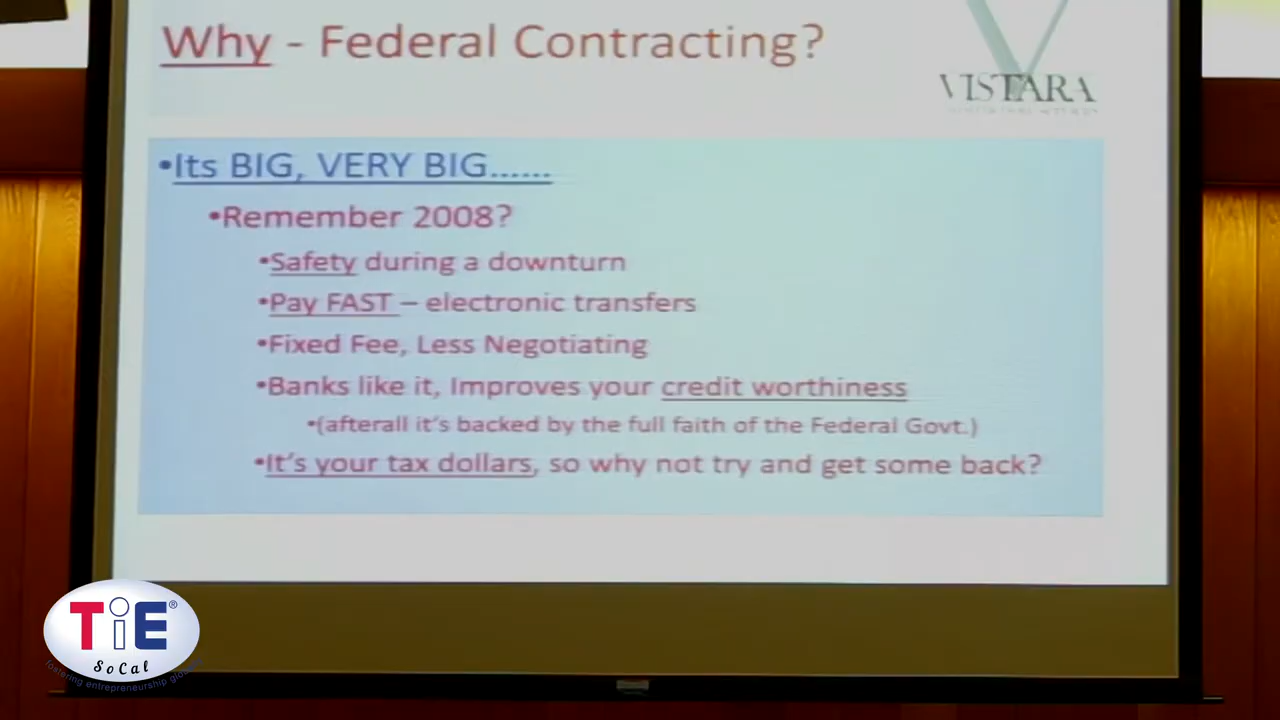 Why - Federal Contracting?
VISTARA
•Its BIG, VERY BIG......
•Remember 2008?
•Safety during a downturn
•Pay FAST – electronic transfers
•Fixed Fee, Less Negotiating
•Banks like it, Improves your credit worthiness
•(afterall it's backed by the full faith of the Federal Govt.)
•It's your tax dollars, so why not try and get some back?
TiE®
SoCal
fostering entrepreneurship